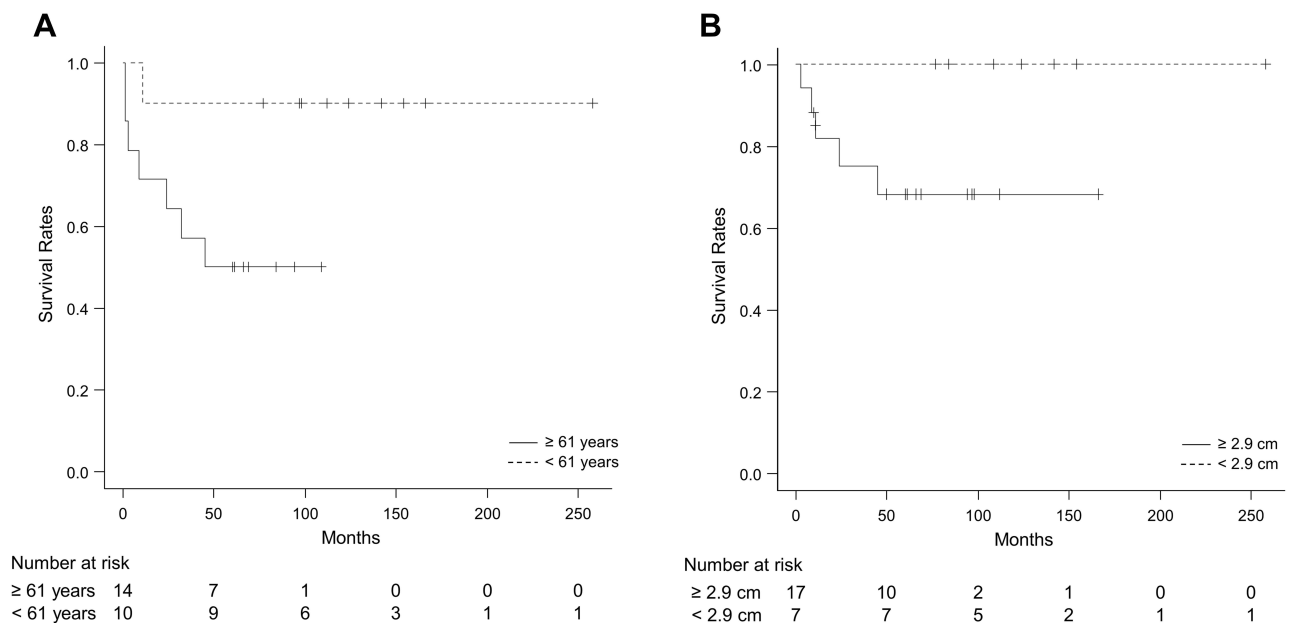 A
1.0
0.8
0.6
0.4
0.2
0.0
Survival Rates
≥ 61 years
< 61 years
0 50 100 150 200 250
Months
Number at risk
≥ 61 years 14 7 1 0 0 0
< 61 years 10 9 6 3 1 1
B
1.0
0.8
0.6
0.4
0.2
0.0
Survival Rates
≥ 2.9 cm
< 2.9 cm
0 50 100 150 200 250
Months
Number at risk
≥ 2.9 cm 17 10 2 1 0 0
< 2.9 cm 7 7 5 2 1 1